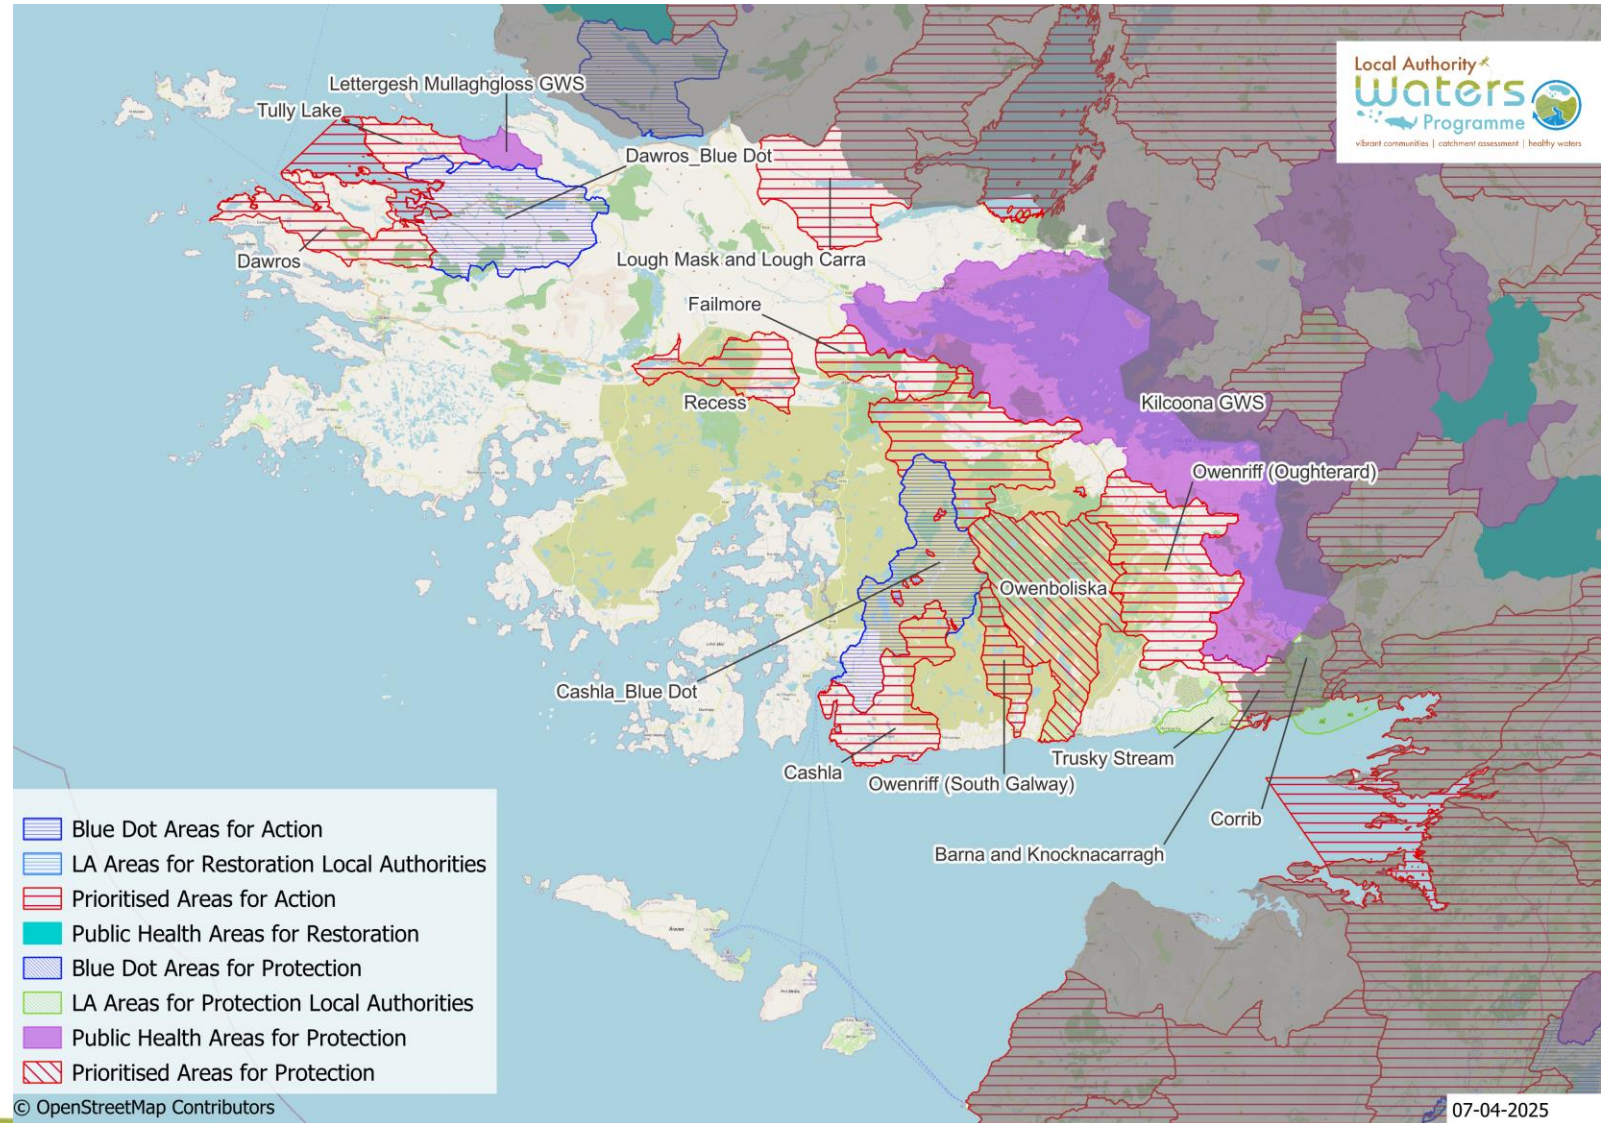 Local Authority
Waters
Programme
vibrant communities | catchment assessment | healthy waters
Lettergesh Mullaghgloss GWS
Tully Lake
Dawros_Blue Dot
Dawros
Lough Mask and Lough Carra
Failmore
Recess
Kilcoona GWS
Owenriff (Oughterard)
Owenboliska
Cashla_Blue Dot
Trusky Stream
Cashla
Owenriff (South Galway)
Corrib
Barna and Knocknacarragh
Blue Dot Areas for Action
LA Areas for Restoration Local Authorities
Prioritised Areas for Action
Public Health Areas for Restoration
Blue Dot Areas for Protection
LA Areas for Protection Local Authorities
Public Health Areas for Protection
Prioritised Areas for Protection
© OpenStreetMap Contributors
07-04-2025